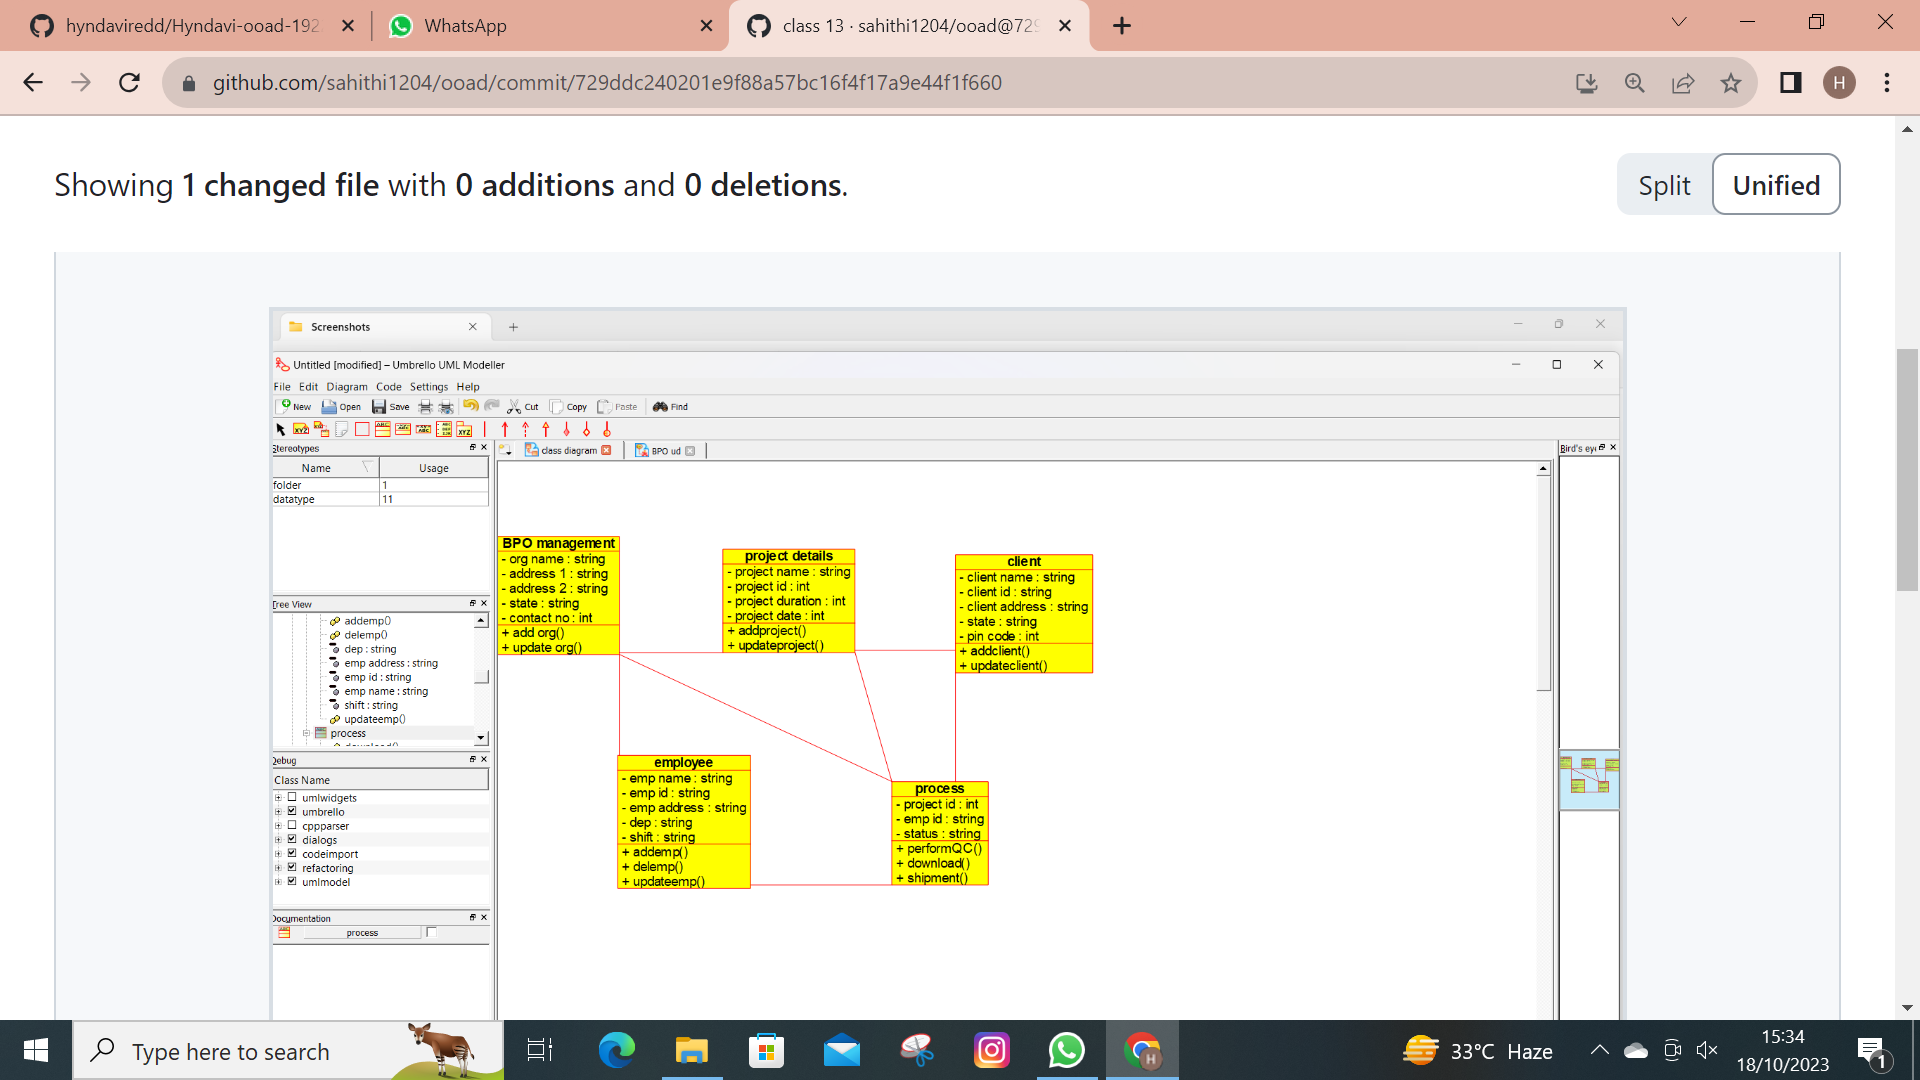 hyndaviredd/Hyndavi-ooad-192
WhatsApp
class 13 · sahithi1204/ooad@729
github.com/sahithi1204/ooad/commit/729ddc240201e9f88a57bc16f4f17a9e44f1f660
H
Showing 1 changed file with 0 additions and 0 deletions.
Split
Unified
Screenshots
Untitled [modified] – Umbrello UML Modeller
File Edit Diagram Code Settings Help
New Open Save Cut Copy Paste Find
Stereotypes
class diagram
BPO ud
Bird's eye
Name Usage
folder 1
datatype 11
Tree View
addemp()
delemp()
dep : string
emp address : string
emp id : string
emp name : string
shift : string
updateemp()
process
download()
Debug
Class Name
umlwidgets
umbrello
cppparser
dialogs
codeimport
refactoring
umlmodel
Documentation
process
BPO management
- org name : string
- address 1 : string
- address 2 : string
- state : string
- contact no : int
+ add org()
+ update org()
project details
- project name : string
- project id : int
- project duration : int
- project date : int
+ addproject()
+ updateproject()
client
- client name : string
- client id : string
- client address : string
- state : string
- pin code : int
+ addclient()
+ updateclient()
employee
- emp name : string
- emp id : string
- emp address : string
- dep : string
- shift : string
+ addemp()
+ delemp()
+ updateemp()
process
- project id : int
- emp id : string
- status : string
+ performQC()
+ download()
+ shipment()
Type here to search
33°C Haze
15:34
18/10/2023
1